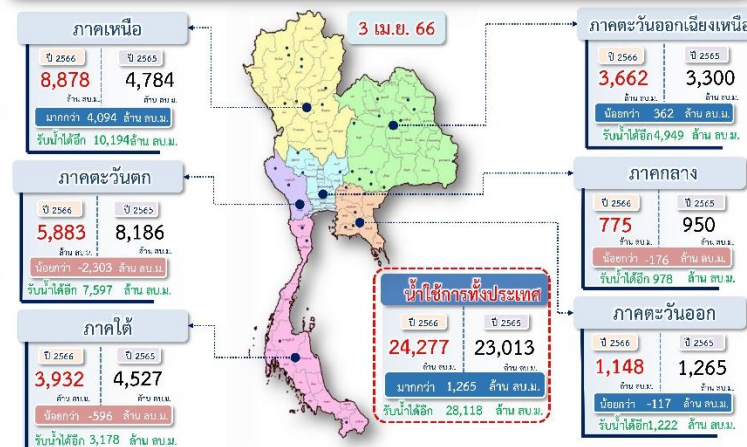 3 เม.ย. 66
ภาคเหนือ
ปี 2566 ปี 2565
8,878 4,784
ล้าน ลบ.ม. ล้าน ลบ.ม.
มากกว่า 4,094 ล้าน ลบ.ม.
รับน้ำได้อีก 10,194ล้าน ลบ.ม.
ภาคตะวันตก
ปี 2566 ปี 2565
5,883 8,186
ล้าน ลบ.ม. ล้าน ลบ.ม.
น้อยกว่า -2,303 ล้าน ลบ.ม.
รับน้ำได้อีก 7,597 ล้าน ลบ.ม.
ภาคใต้
ปี 2566 ปี 2565
3,932 4,527
ล้าน ลบ.ม. ล้าน ลบ.ม.
น้อยกว่า -596 ล้าน ลบ.ม.
รับน้ำได้อีก 3,178 ล้าน ลบ.ม.
น้ำใช้การทั้งประเทศ
ปี 2566 ปี 2565
24,277 23,013
ล้าน ลบ.ม. ล้าน ลบ.ม.
มากกว่า 1,265 ล้าน ลบ.ม.
รับน้ำได้อีก 28,118 ล้าน ลบ.ม.
ภาคตะวันออกเฉียงเหนือ
ปี 2566 ปี 2565
3,662 3,300
ล้าน ลบ.ม. ล้าน ลบ.ม.
น้อยกว่า 362 ล้าน ลบ.ม.
รับน้ำได้อีก4,949 ล้าน ลบ.ม.
ภาคกลาง
ปี 2566 ปี 2565
775 950
ล้าน ลบ.ม. ล้าน ลบ.ม.
น้อยกว่า -176 ล้าน ลบ.ม.
รับน้ำได้อีก 978 ล้าน ลบ.ม.
ภาคตะวันออก
ปี 2566 ปี 2565
1,148 1,265
ล้าน ลบ.ม. ล้าน ลบ.ม.
น้อยกว่า -117 ล้าน ลบ.ม.
รับน้ำได้อีก1,222 ล้าน ลบ.ม.